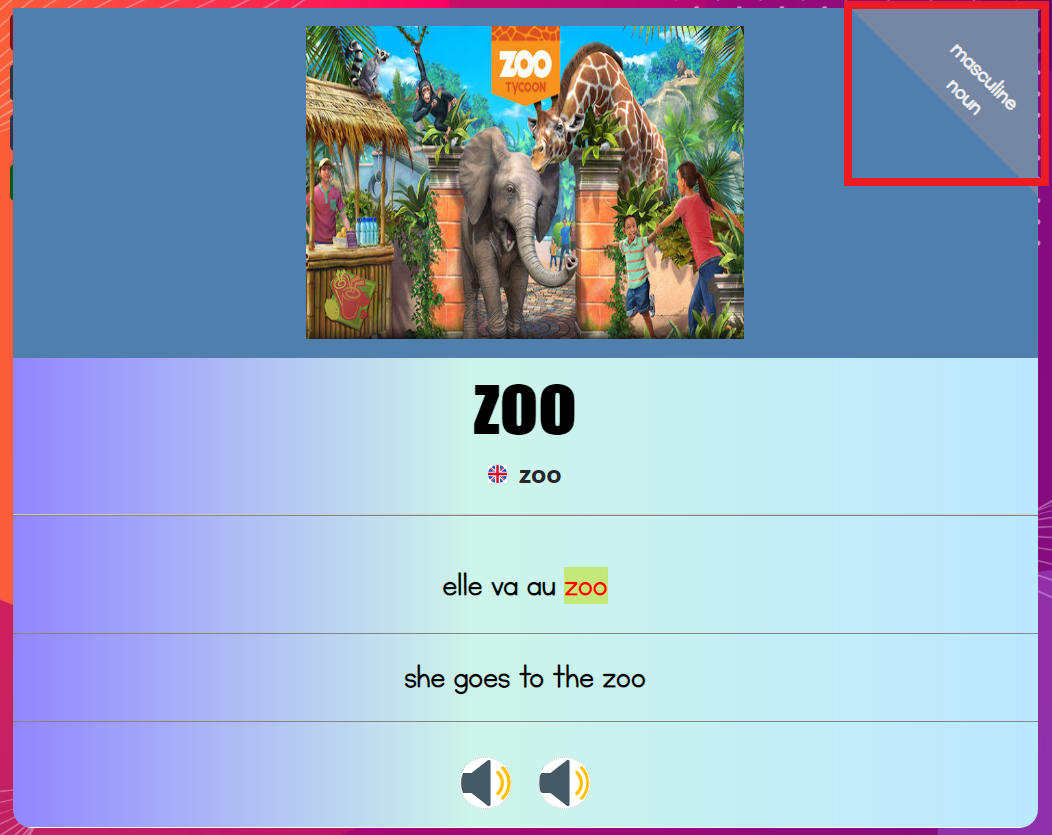 ZOO
TYCOON
masculine
noun
ZOO
zoo
elle va au zoo
she goes to the zoo